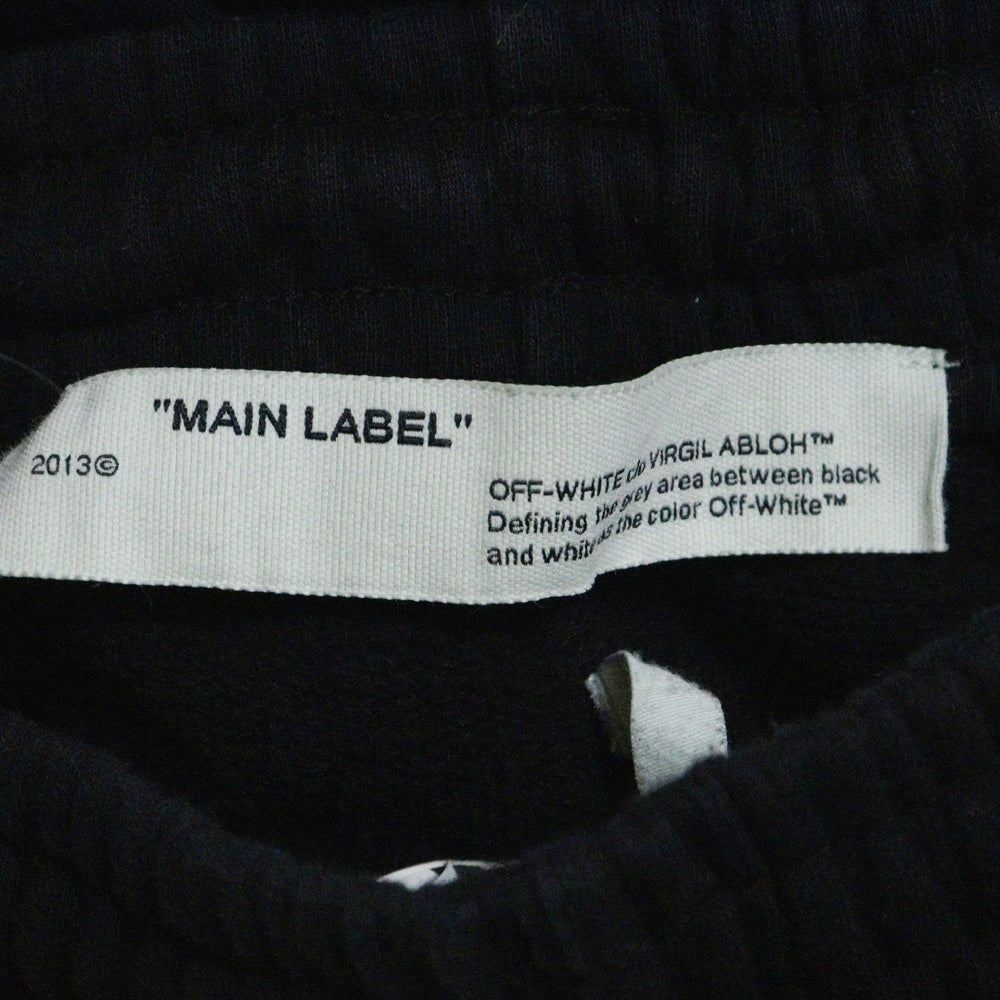 "MAIN LABEL"
2013©
OFF-WHITE c/o VIRGIL ABLOH™
Defining the grey area between black
and white as the color Off-White™